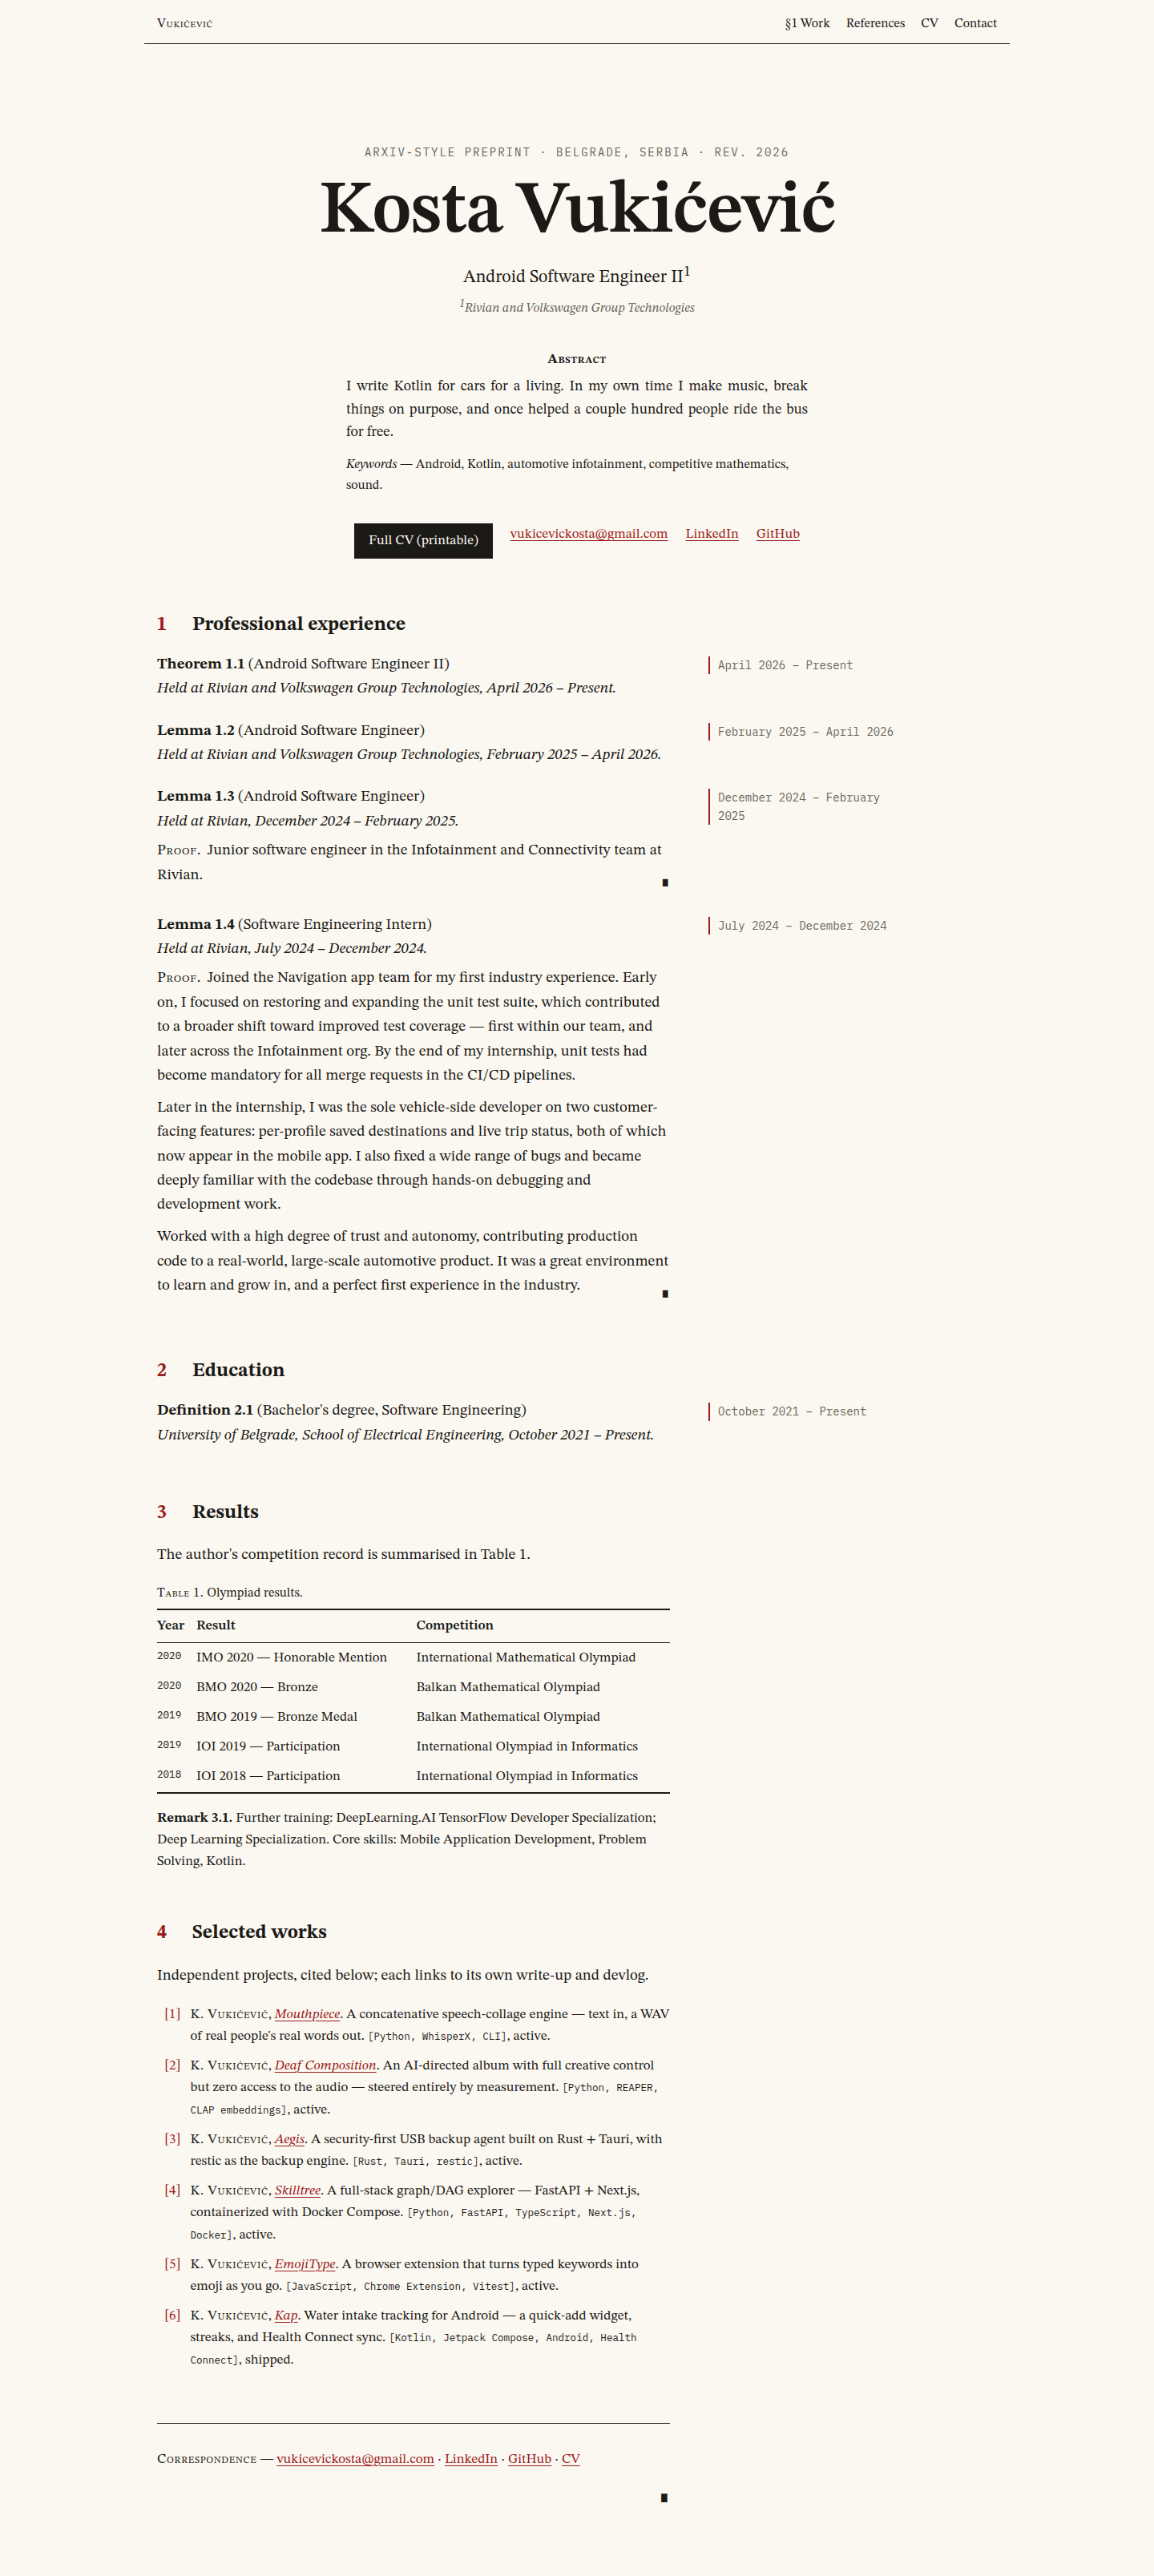 Vukićević
§1 Work References CV Contact
ARXIV-STYLE PREPRINT · BELGRADE, SERBIA · REV. 2026
Kosta Vukićević
Android Software Engineer II1
1Rivian and Volkswagen Group Technologies
Abstract
I write Kotlin for cars for a living. In my own time I make music, break
things on purpose, and once helped a couple hundred people ride the bus
for free.
Keywords — Android, Kotlin, automotive infotainment, competitive mathematics,
sound.
Full CV (printable) vukicevickosta@gmail.com LinkedIn GitHub
1 Professional experience
Theorem 1.1 (Android Software Engineer II)
Held at Rivian and Volkswagen Group Technologies, April 2026 – Present.
April 2026 – Present
Lemma 1.2 (Android Software Engineer)
Held at Rivian and Volkswagen Group Technologies, February 2025 – April 2026.
February 2025 – April 2026
Lemma 1.3 (Android Software Engineer)
Held at Rivian, December 2024 – February 2025.
December 2024 – February
2025
Proof. Junior software engineer in the Infotainment and Connectivity team at
Rivian.
Lemma 1.4 (Software Engineering Intern)
Held at Rivian, July 2024 – December 2024.
July 2024 – December 2024
Proof. Joined the Navigation app team for my first industry experience. Early
on, I focused on restoring and expanding the unit test suite, which contributed
to a broader shift toward improved test coverage — first within our team, and
later across the Infotainment org. By the end of my internship, unit tests had
become mandatory for all merge requests in the CI/CD pipelines.
Later in the internship, I was the sole vehicle-side developer on two customer-
facing features: per-profile saved destinations and live trip status, both of which
now appear in the mobile app. I also fixed a wide range of bugs and became
deeply familiar with the codebase through hands-on debugging and
development work.
Worked with a high degree of trust and autonomy, contributing production
code to a real-world, large-scale automotive product. It was a great environment
to learn and grow in, and a perfect first experience in the industry.
2 Education
Definition 2.1 (Bachelor's degree, Software Engineering)
University of Belgrade, School of Electrical Engineering, October 2021 – Present.
October 2021 – Present
3 Results
The author's competition record is summarised in Table 1.
Table 1. Olympiad results.
Year Result Competition
2020 IMO 2020 — Honorable Mention International Mathematical Olympiad
2020 BMO 2020 — Bronze Balkan Mathematical Olympiad
2019 BMO 2019 — Bronze Medal Balkan Mathematical Olympiad
2019 IOI 2019 — Participation International Olympiad in Informatics
2018 IOI 2018 — Participation International Olympiad in Informatics
Remark 3.1. Further training: DeepLearning.AI TensorFlow Developer Specialization;
Deep Learning Specialization. Core skills: Mobile Application Development, Problem
Solving, Kotlin.
4 Selected works
Independent projects, cited below; each links to its own write-up and devlog.
[1] K. Vukićević, Mouthpiece. A concatenative speech-collage engine — text in, a WAV
of real people's real words out. [Python, WhisperX, CLI], active.
[2] K. Vukićević, Deaf Composition. An AI-directed album with full creative control
but zero access to the audio — steered entirely by measurement. [Python, REAPER,
CLAP embeddings], active.
[3] K. Vukićević, Aegis. A security-first USB backup agent built on Rust + Tauri, with
restic as the backup engine. [Rust, Tauri, restic], active.
[4] K. Vukićević, Skilltree. A full-stack graph/DAG explorer — FastAPI + Next.js,
containerized with Docker Compose. [Python, FastAPI, TypeScript, Next.js,
Docker], active.
[5] K. Vukićević, EmojiType. A browser extension that turns typed keywords into
emoji as you go. [JavaScript, Chrome Extension, Vitest], active.
[6] K. Vukićević, Kap. Water intake tracking for Android — a quick-add widget,
streaks, and Health Connect sync. [Kotlin, Jetpack Compose, Android, Health
Connect], shipped.
Correspondence — vukicevickosta@gmail.com · LinkedIn · GitHub · CV